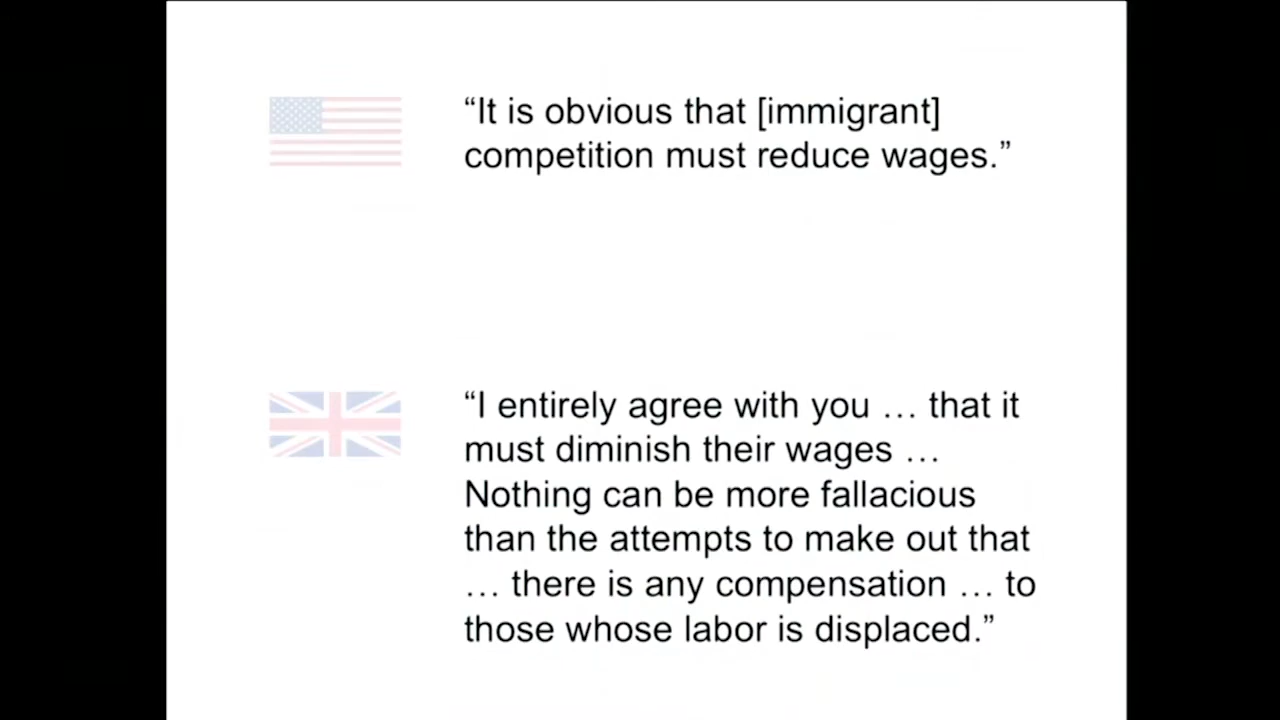 “It is obvious that [immigrant]
competition must reduce wages.”
“I entirely agree with you … that it
must diminish their wages …
Nothing can be more fallacious
than the attempts to make out that
… there is any compensation … to
those whose labor is displaced.”